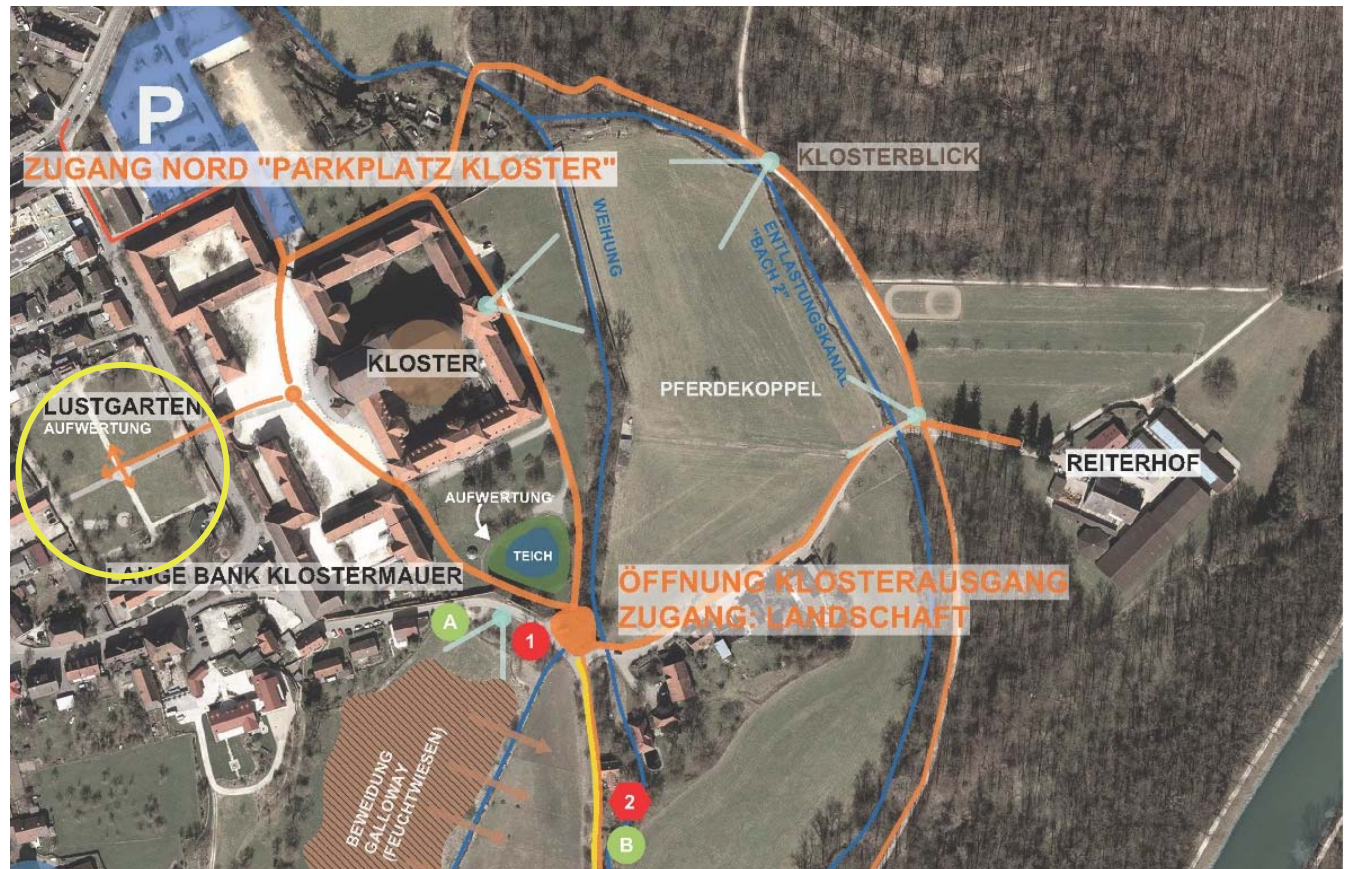 P
ZUGANG NORD "PARKPLATZ KLOSTER"
KLOSTERBLICK
WEIHUNG
ENTLASTUNGSKANAL
"BACH 2"
KLOSTER
PFERDEKOPPEL
LUSTGARTEN
AUFWERTUNG
REITERHOF
AUFWERTUNG
TEICH
LANGE BANK KLOSTERMAUER
ÖFFNUNG KLOSTERAUSGANG
ZUGANG: LANDSCHAFT
A
1
BEWEIDUNG
GALLOWAY
(FEUCHTWIESEN)
2
B